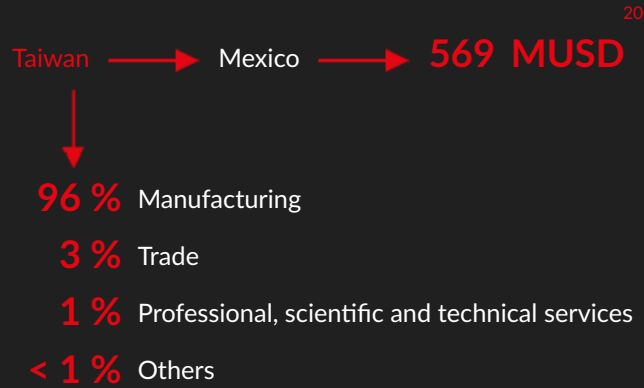 20
Taiwan Mexico 569 MUSD
96 % Manufacturing
3 % Trade
1 % Professional, scientific and technical services
< 1 % Others